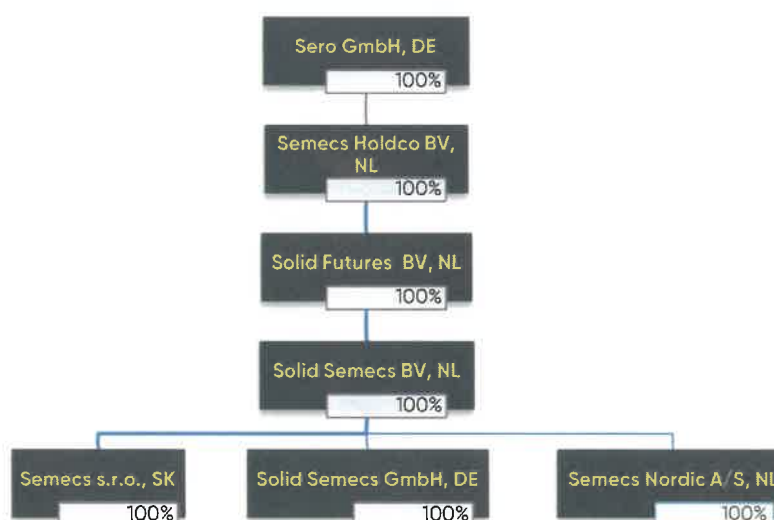 Sero GmbH, DE
100%
Semecs Holdco BV,
NL
100%
Solid Futures BV, NL
100%
Solid Semecs BV, NL
100%
Semecs s.r.o., SK
Solid Semecs GmbH, DE
Semecs Nordic A/S, NL
100%
100%
100%